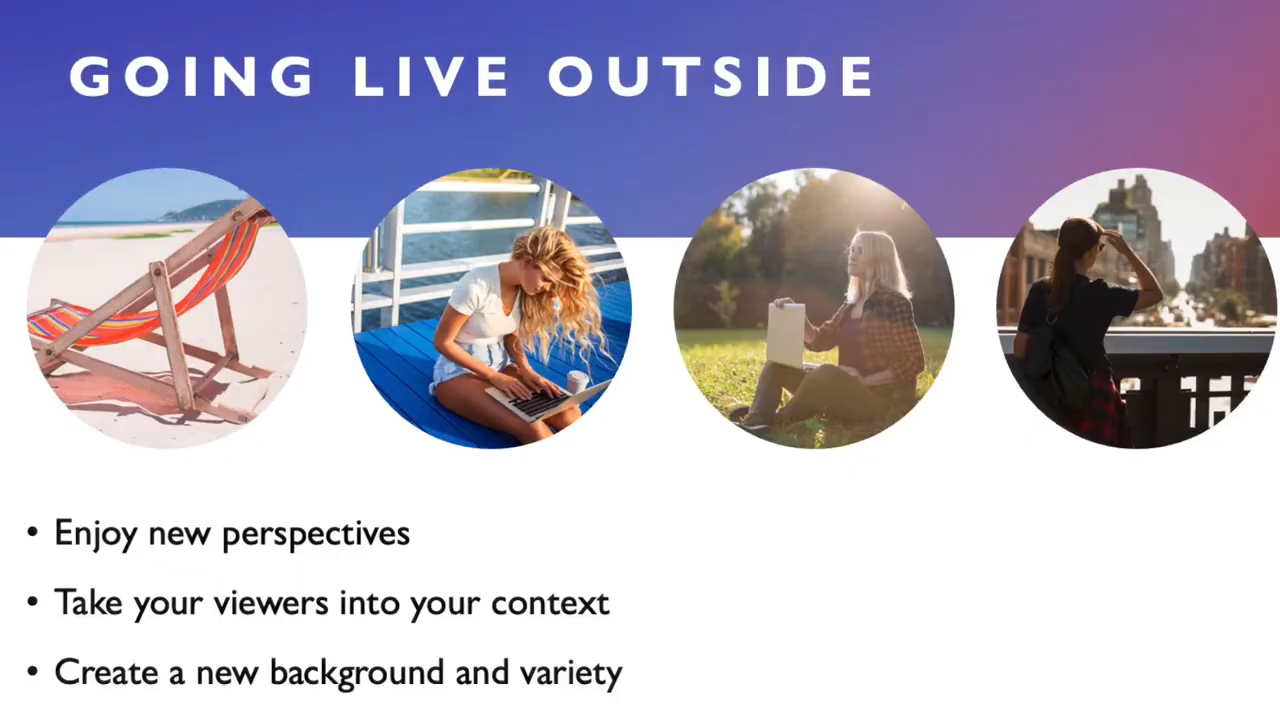 GOING LIVE OUTSIDE
• Enjoy new perspectives
• Take your viewers into your context
• Create a new background and variety